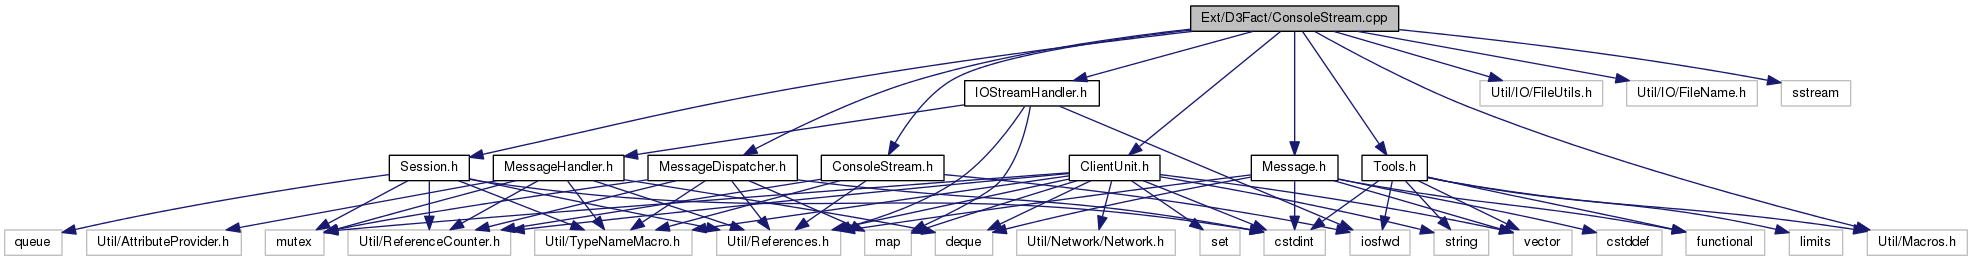 Ext/D3Fact/ConsoleStream.cpp
IOStreamHandler.h
Util/IO/FileUtils.h
Util/IO/FileName.h
sstream
Session.h
MessageHandler.h
MessageDispatcher.h
ConsoleStream.h
ClientUnit.h
Message.h
Tools.h
queue
Util/AttributeProvider.h
mutex
Util/ReferenceCounter.h
Util/TypeNameMacro.h
Util/References.h
map
deque
Util/Network/Network.h
set
cstdint
iosfwd
string
vector
cstddef
functional
limits
Util/Macros.h